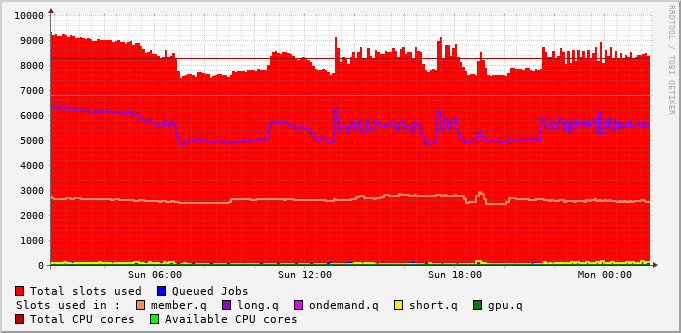 10000
9000
8000
7000
6000
5000
4000
3000
2000
1000
0
Sun 06:00 Sun 12:00 Sun 18:00 Mon 00:00
RRDTOOL / TOBI OETIKER
Total slots used Queued Jobs
Slots used in : member.q long.q ondemand.q short.q gpu.q
Total CPU cores Available CPU cores